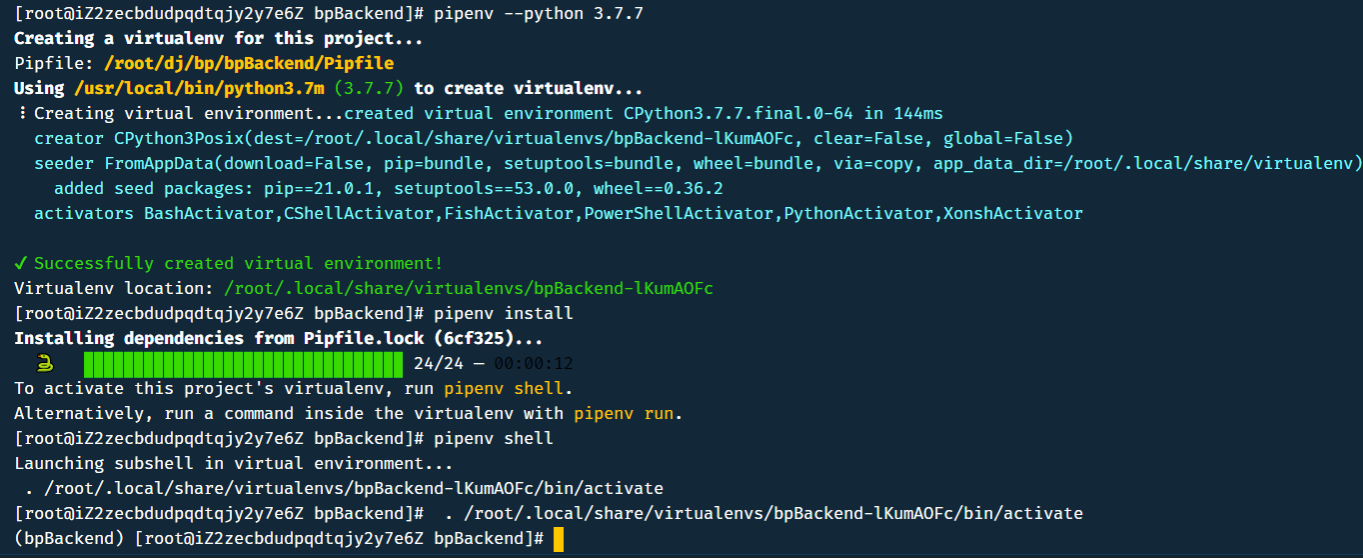 [root@iZ2zecbdudpqdtqjy2y7e6Z bpBackend]# pipenv --python 3.7.7
Creating a virtualenv for this project...
Pipfile: /root/dj/bp/bpBackend/Pipfile
Using /usr/local/bin/python3.7m (3.7.7) to create virtualenv...
⠸ Creating virtual environment...created virtual environment CPython3.7.7.final.0-64 in 144ms
  creator CPython3Posix(dest=/root/.local/share/virtualenvs/bpBackend-lKumAOFc, clear=False, global=False)
  seeder FromAppData(download=False, pip=bundle, setuptools=bundle, wheel=bundle, via=copy, app_data_dir=/root/.local/share/virtualenv)
    added seed packages: pip==21.0.1, setuptools==53.0.0, wheel==0.36.2
  activators BashActivator,CShellActivator,FishActivator,PowerShellActivator,PythonActivator,XonshActivator
✔ Successfully created virtual environment!
Virtualenv location: /root/.local/share/virtualenvs/bpBackend-lKumAOFc
[root@iZ2zecbdudpqdtqjy2y7e6Z bpBackend]# pipenv install
Installing dependencies from Pipfile.lock (6cf325)...
24/24 — 00:00:12
To activate this project's virtualenv, run pipenv shell.
Alternatively, run a command inside the virtualenv with pipenv run.
[root@iZ2zecbdudpqdtqjy2y7e6Z bpBackend]# pipenv shell
Launching subshell in virtual environment...
 . /root/.local/share/virtualenvs/bpBackend-lKumAOFc/bin/activate
[root@iZ2zecbdudpqdtqjy2y7e6Z bpBackend]#  . /root/.local/share/virtualenvs/bpBackend-lKumAOFc/bin/activate
(bpBackend) [root@iZ2zecbdudpqdtqjy2y7e6Z bpBackend]#